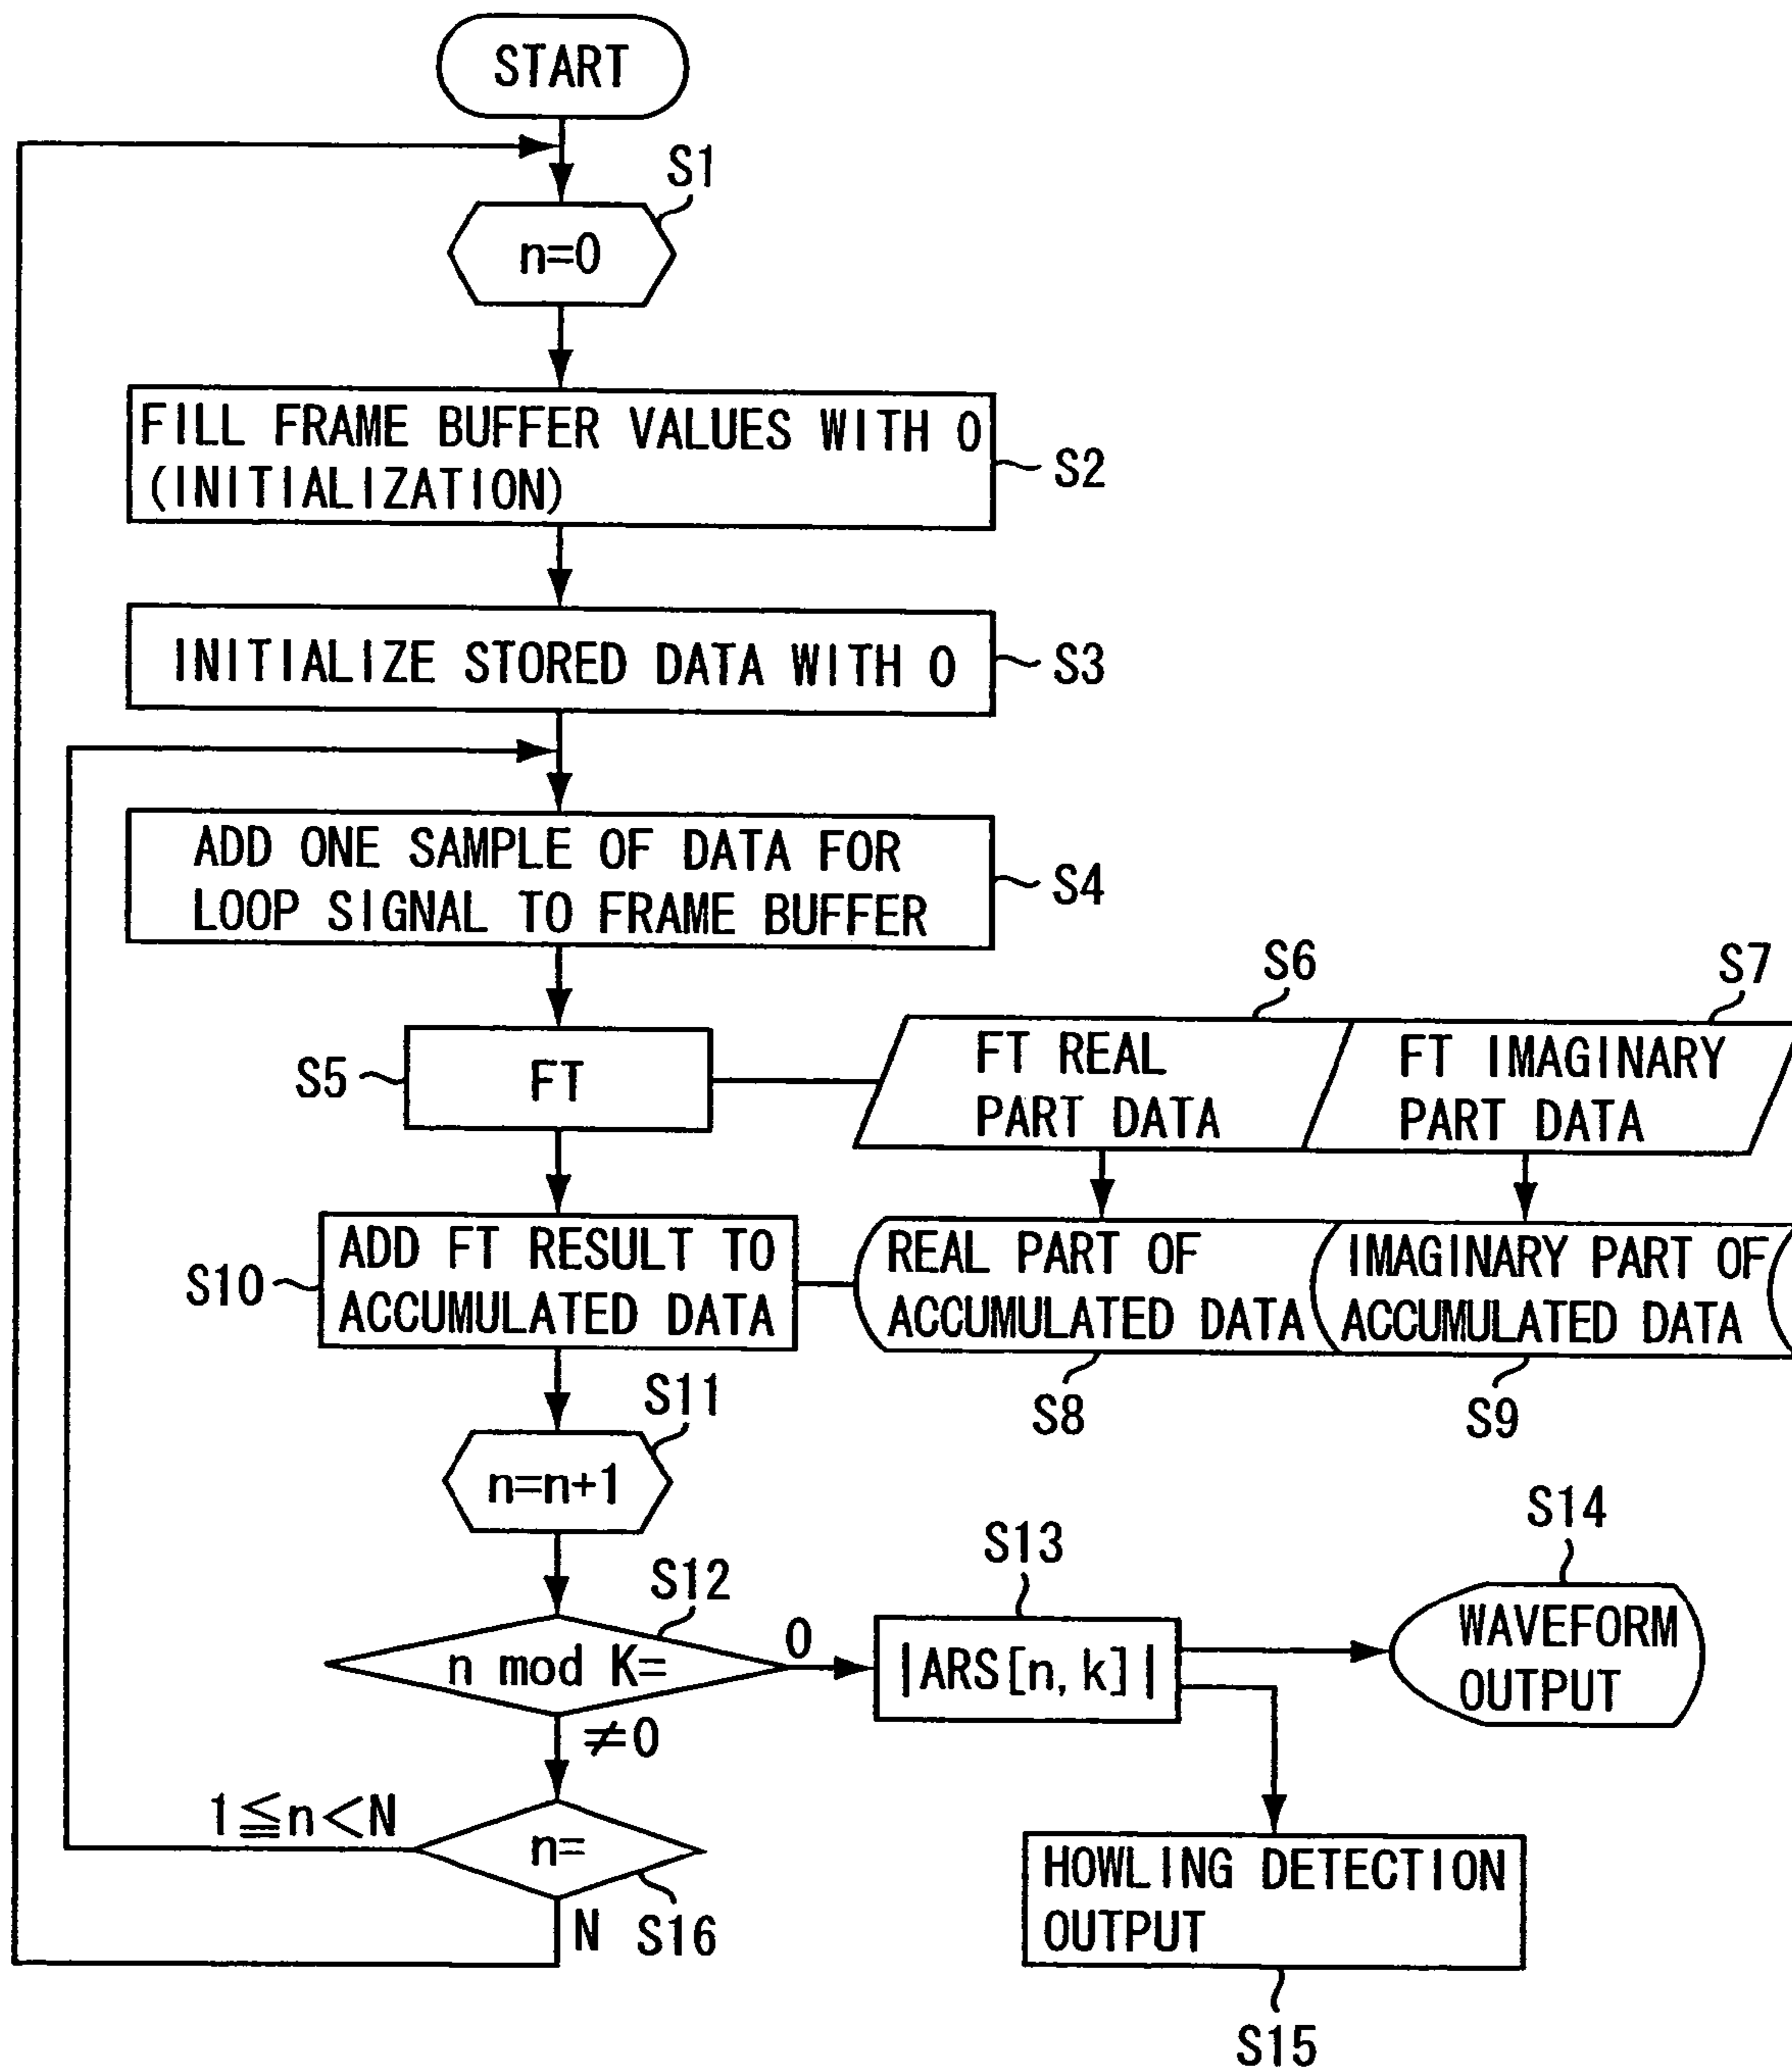 START
S1
n=0
FILL FRAME BUFFER VALUES WITH 0
(INITIALIZATION)
S2
INITIALIZE STORED DATA WITH 0
S3
ADD ONE SAMPLE OF DATA FOR
LOOP SIGNAL TO FRAME BUFFER
S4
S5
FT
S6
FT REAL
PART DATA
S7
FT IMAGINARY
PART DATA
S10
ADD FT RESULT TO
ACCUMULATED DATA
REAL PART OF
ACCUMULATED DATA
S8
IMAGINARY PART OF
ACCUMULATED DATA
S9
S11
n=n+1
S12
n mod K=
0
≠0
S13
|ARS[n,k]|
S14
WAVEFORM
OUTPUT
1≦n<N
n=
N
S16
HOWLING DETECTION
OUTPUT
S15